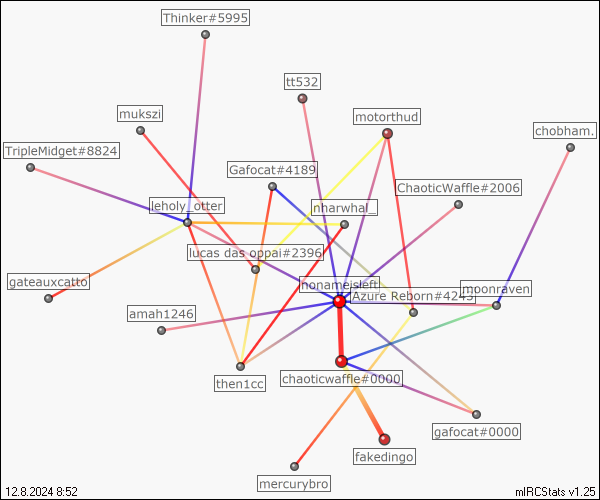 Thinker#5995
tt532
mukszi
motorthud
chobham.
TripleMidget#8824
Gafocat#4189
ChaoticWaffle#2006
leholy_otter
nharwhal_
lucas das oppai#2396
nonameisleft
Azure Reborn#4243
moonraven
gateauxcatto
amah1246
then1cc
chaoticwaffle#0000
gafocat#0000
fakedingo
mercurybro
12.8.2024 8:52
mIRCStats v1.25